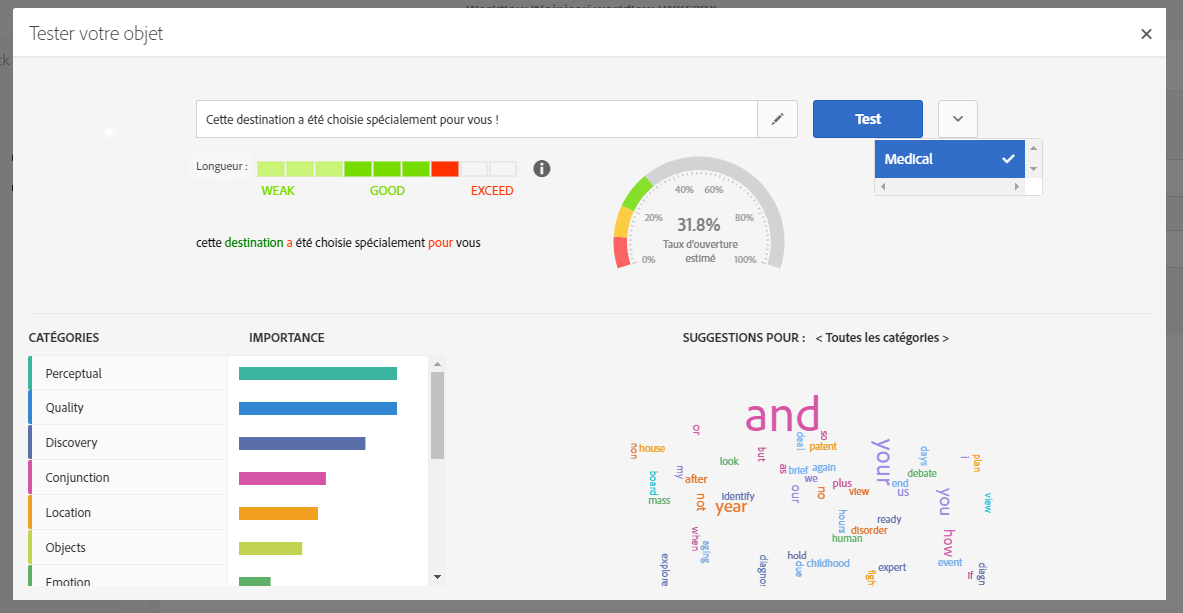 Tester votre objet
Cette destination a été choisie spécialement pour vous !
Test
Medical
Longueur :
WEAK
GOOD
EXCEED
cette destination a été choisie spécialement pour vous
0%
20%
40%
60%
80%
100%
31.8%
Taux d'ouverture
estimé
CATÉGORIES
IMPORTANCE
Perceptual
Quality
Discovery
Conjunction
Location
Objects
Emotion
SUGGESTIONS POUR :
< Toutes les catégories >
and
or
so
deal
patent
non
house
but
your
days
i
plan
look
as
brief
again
debate
my
after
we
board
plus
end
us
mass
not
identify
our
no
view
you
view
year
hours
ready
disorder
human
when
aging
how
explore
hold
due
childhood
expert
event
if